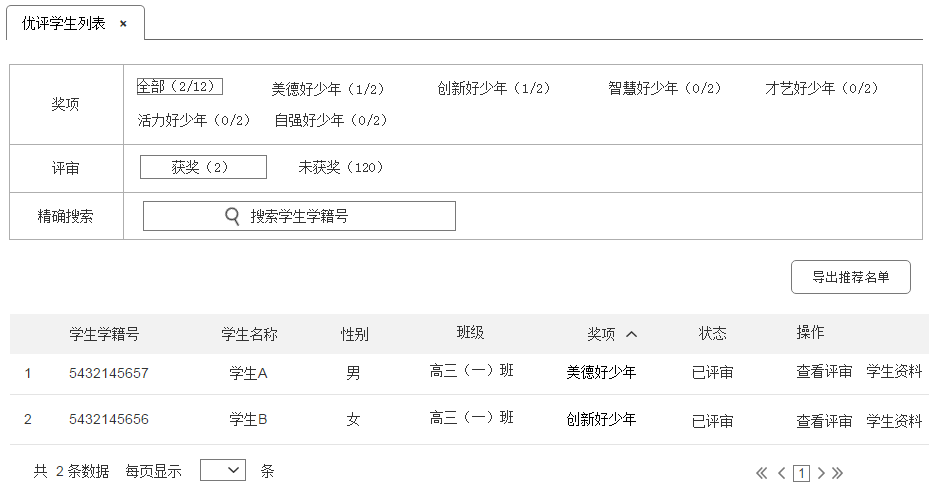 优评学生列表 ×
奖项 全部（2/12） 美德好少年（1/2） 创新好少年（1/2） 智慧好少年（0/2） 才艺好少年（0/2）
活力好少年（0/2） 自强好少年（0/2）
评审 获奖（2） 未获奖（120）
精确搜索 搜索学生学籍号
导出推荐名单
学生学籍号 学生名称 性别 班级 奖项 状态 操作
1 5432145657 学生A 男 高三（一）班 美德好少年 已评审 查看评审 学生资料
2 5432145656 学生B 女 高三（一）班 创新好少年 已评审 查看评审 学生资料
共 2 条数据 每页显示 条 1